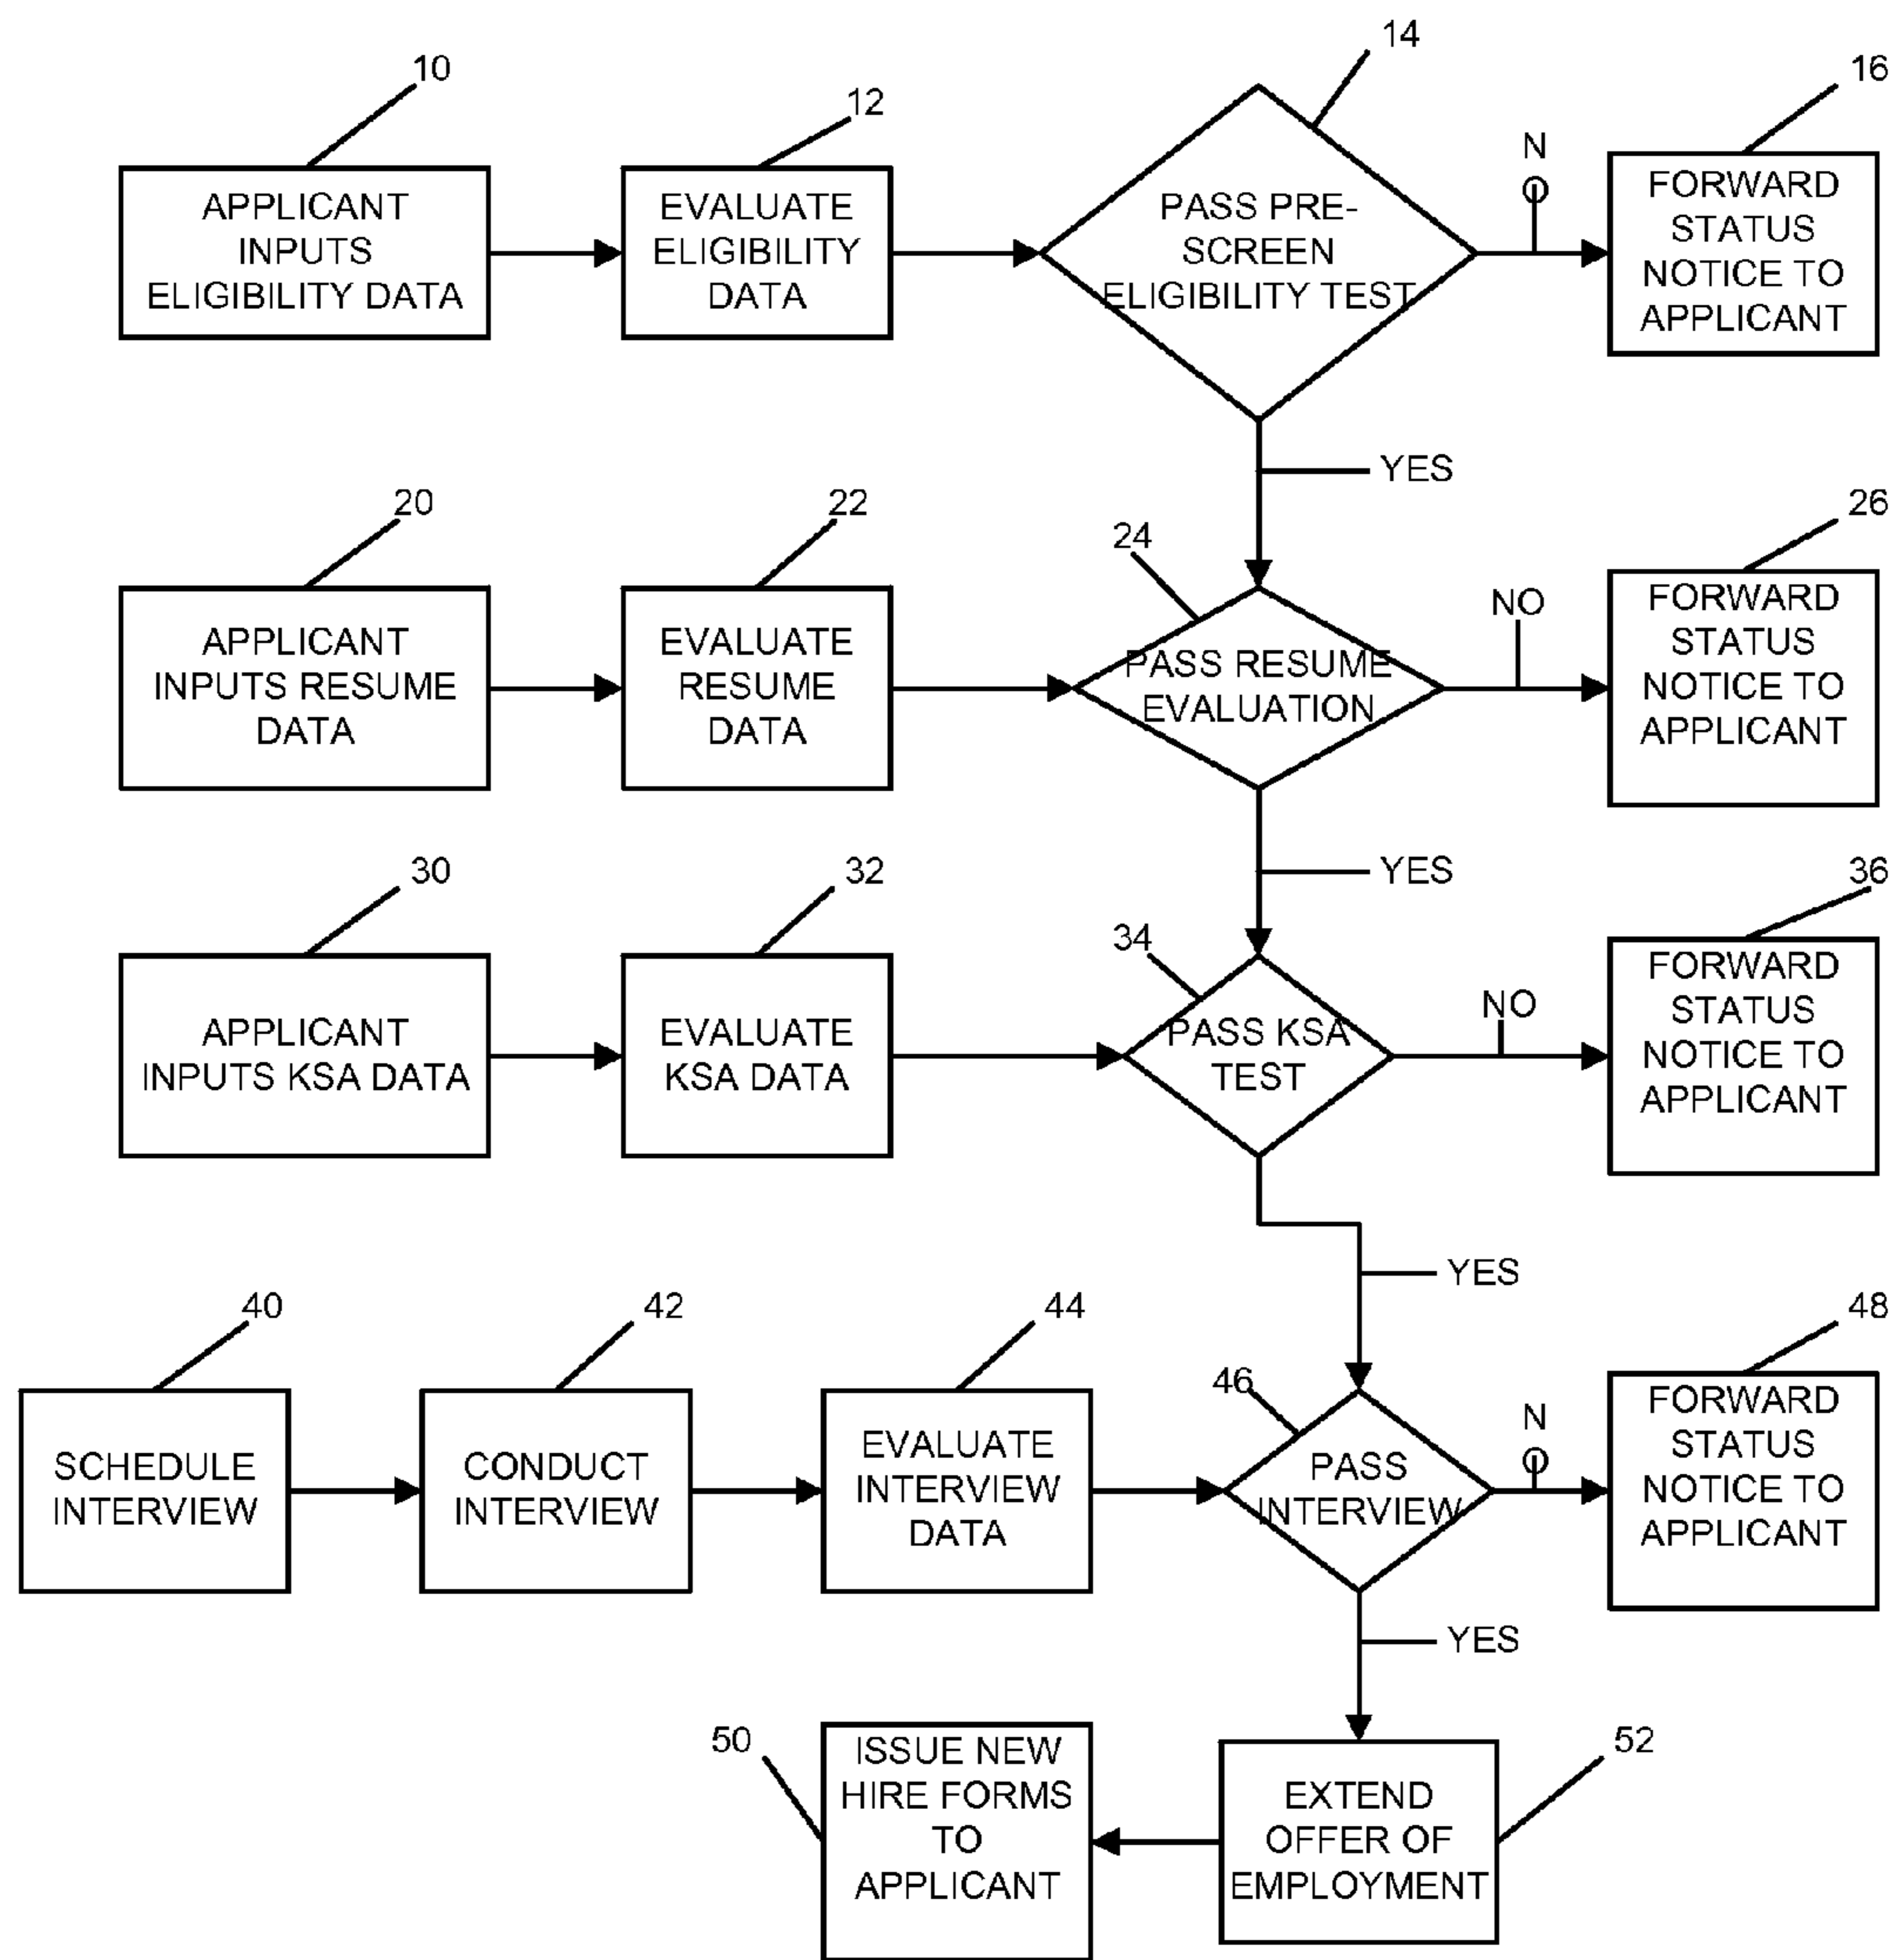 14
10
16
12
N
O
APPLICANT
INPUTS
ELIGIBILITY DATA
EVALUATE
ELIGIBILITY
DATA
PASS PRE-
SCREEN
ELIGIBILITY TEST
FORWARD
STATUS
NOTICE TO
APPLICANT
YES
20
22
24
26
NO
APPLICANT
INPUTS RESUME
DATA
EVALUATE
RESUME
DATA
PASS RESUME
EVALUATION
FORWARD
STATUS
NOTICE TO
APPLICANT
YES
30
32
34
36
NO
APPLICANT
INPUTS KSA DATA
EVALUATE
KSA DATA
PASS KSA
TEST
FORWARD
STATUS
NOTICE TO
APPLICANT
YES
40
42
44
46
48
N
O
SCHEDULE
INTERVIEW
CONDUCT
INTERVIEW
EVALUATE
INTERVIEW
DATA
PASS
INTERVIEW
FORWARD
STATUS
NOTICE TO
APPLICANT
YES
50
52
ISSUE NEW
HIRE FORMS
TO
APPLICANT
EXTEND
OFFER OF
EMPLOYMENT